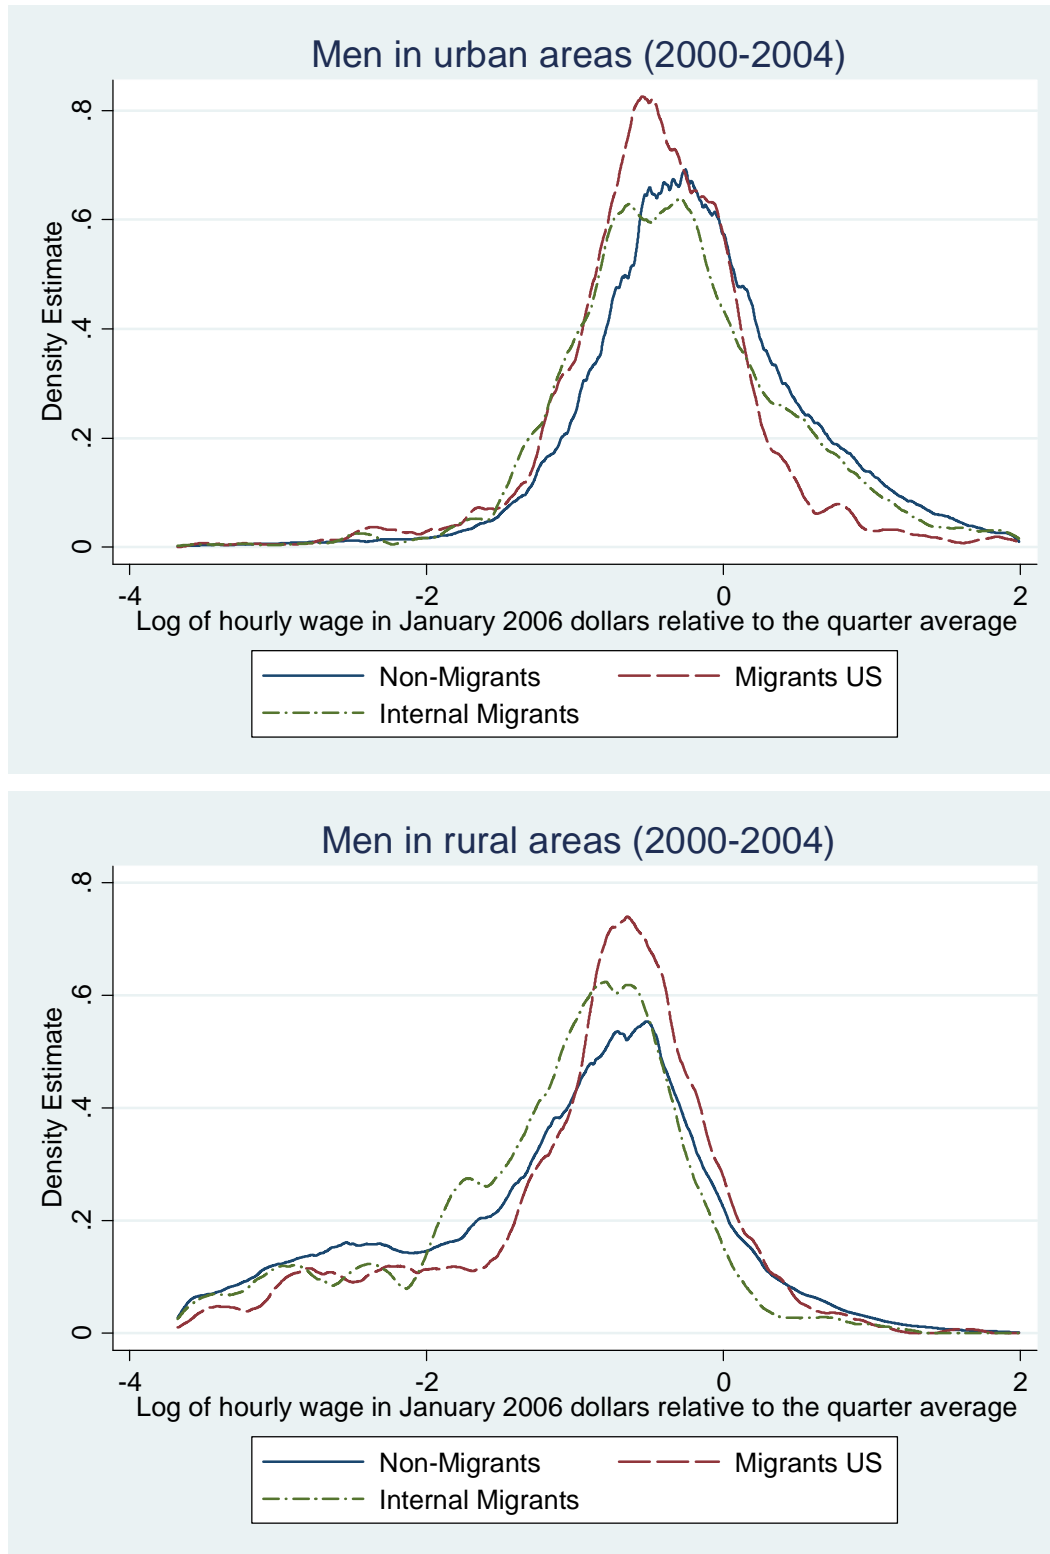 Men in urban areas (2000-2004)
Density Estimate
.8
.6
.4
.2
0
-4 -2 0 2
Log of hourly wage in January 2006 dollars relative to the quarter average
Non-Migrants Migrants US
Internal Migrants
Men in rural areas (2000-2004)
Density Estimate
.8
.6
.4
.2
0
-4 -2 0 2
Log of hourly wage in January 2006 dollars relative to the quarter average
Non-Migrants Migrants US
Internal Migrants